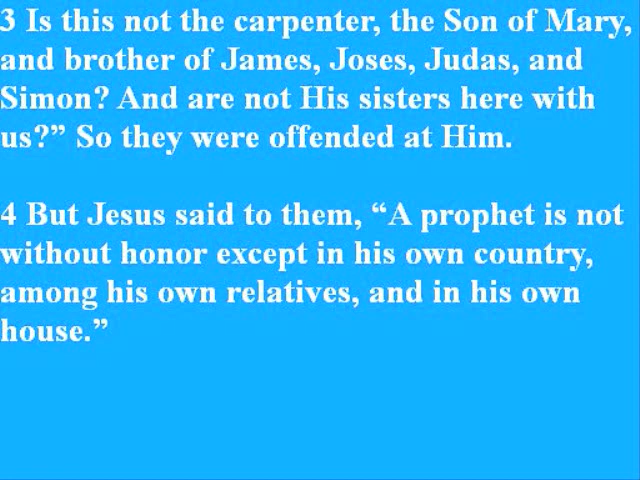 3 Is this not the carpenter, the Son of Mary,
and brother of James, Joses, Judas, and
Simon? And are not His sisters here with
us?” So they were offended at Him.
4 But Jesus said to them, “A prophet is not
without honor except in his own country,
among his own relatives, and in his own
house.”